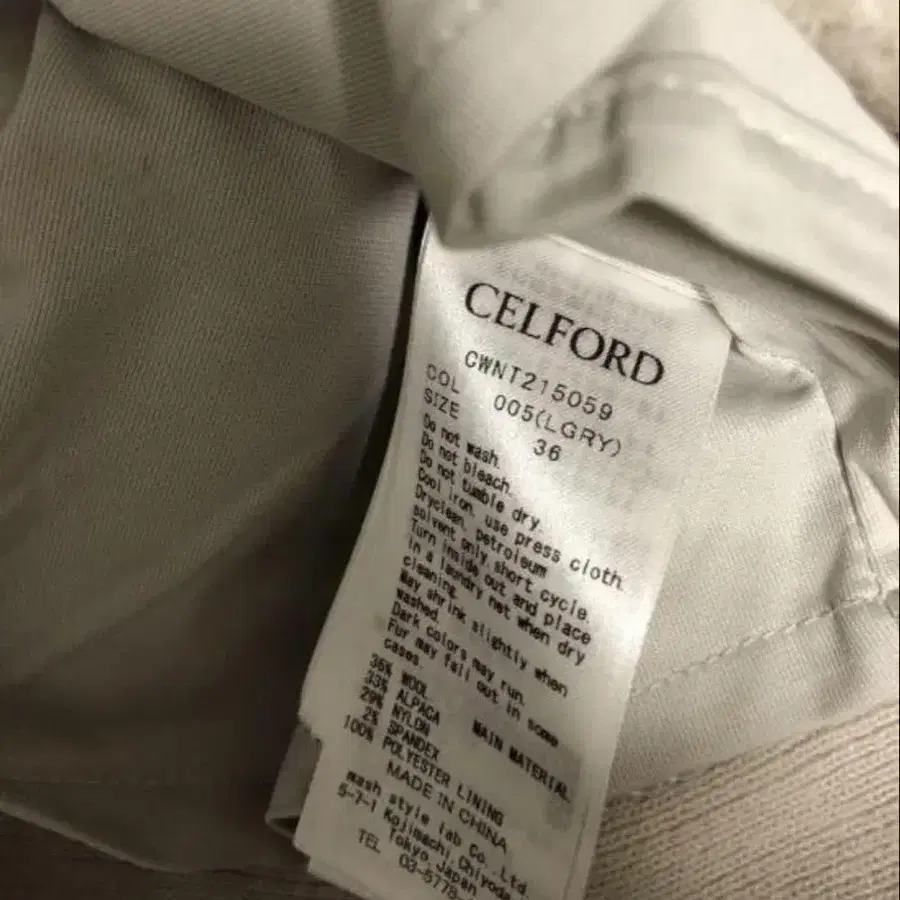 CELFORD
CWNT215059
COL 005(LGRY)
SIZE 36
Do not wash.
Do not bleach.
Do not tumble dry.
Cool iron, use press cloth.
Dryclean, petroleum
solvent only, short cycle.
Turn inside out and place
in a laundry net when dry
cleaning.
May shrink slightly when
washed.
Dark colors may run.
Fur may fall out in some
cases.
36% WOOL
33% ALPACA MAIN MATERIAL
29% NYLON
2% SPANDEX
100% POLYESTER LINING
MADE IN CHINA
mash style lab Co., Ltd.
5-7-1 Kojimachi, Chiyoda
Tokyo, Japan
TEL 03-5778-